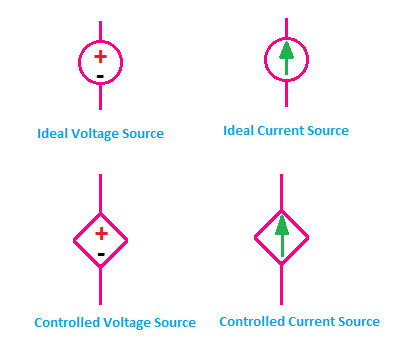 +
-
Ideal Voltage Source
Ideal Current Source
+
-
Controlled Voltage Source
Controlled Current Source